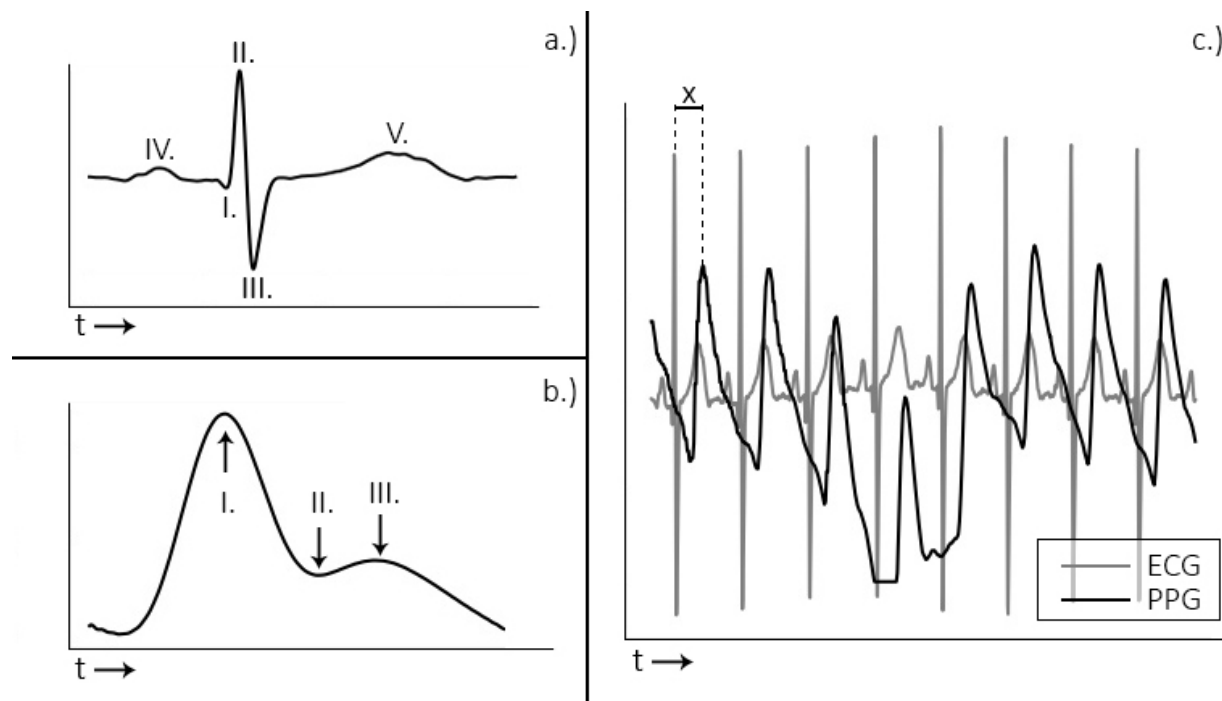 a.)
II.
IV.
V.
I.
III.
t
b.)
I.
II.
III.
t
c.)
x
ECG
PPG
t